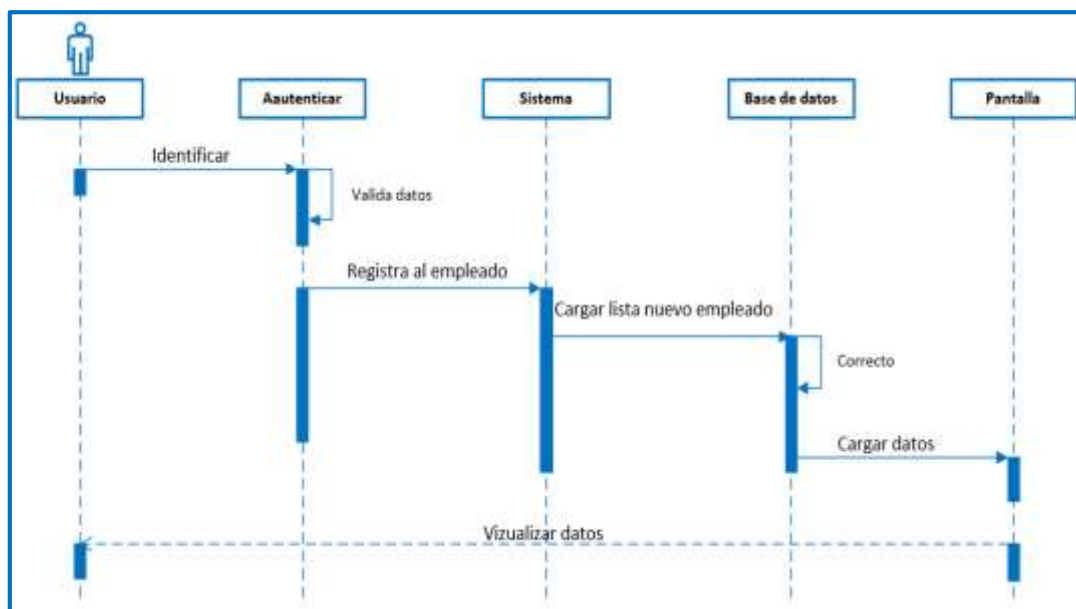 Usuario
Aautenticar
Sistema
Base de datos
Pantalla
Identificar
Valida datos
Registra al empleado
Cargar lista nuevo empleado
Correcto
Cargar datos
Vizualizar datos